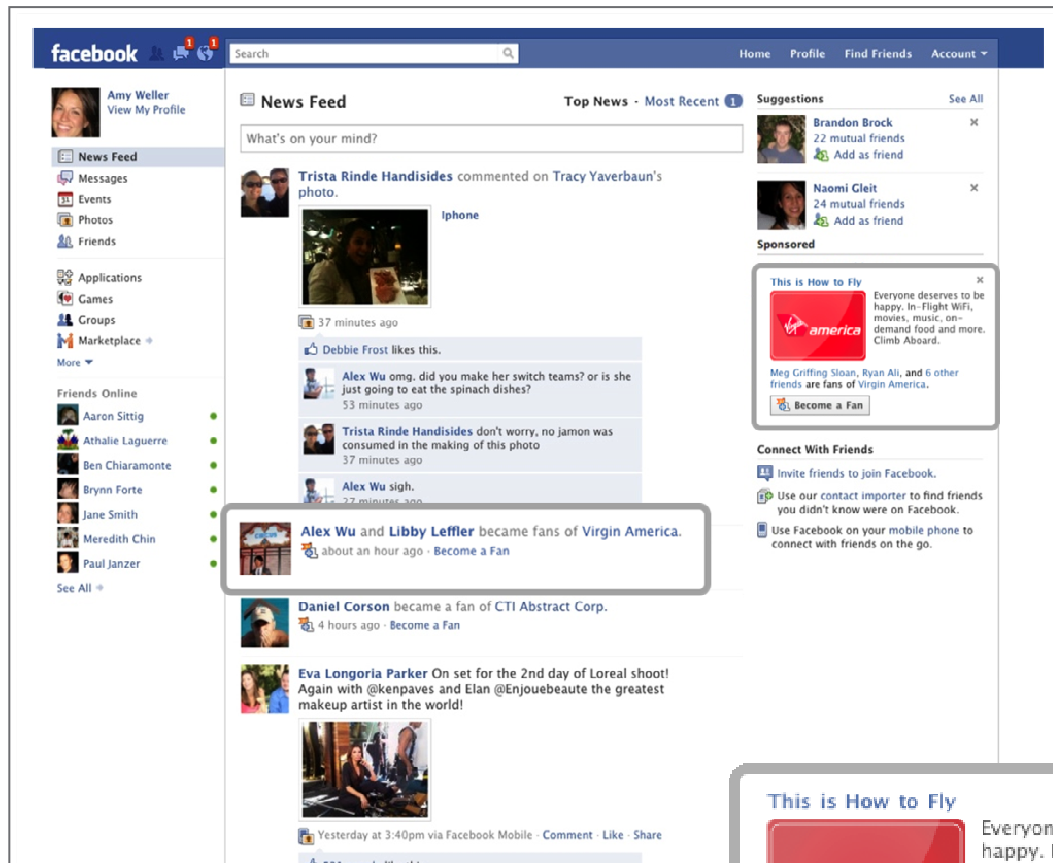 facebook
1
1
Search
Home Profile Find Friends Account
Amy Weller
View My Profile
News Feed
Messages
31 Events
Photos
Friends
Applications
Games
Groups
Marketplace
More
Friends Online
Aaron Sittig
Athalie Laguerre
Ben Chiaramonte
Brynn Forte
Jane Smith
Meredith Chin
Paul Janzer
See All
News Feed
Top News · Most Recent 1
What's on your mind?
Trista Rinde Handisides commented on Tracy Yaverbaun's
photo.
Iphone
37 minutes ago
Debbie Frost likes this.
Alex Wu omg. did you make her switch teams? or is she
just going to eat the spinach dishes?
53 minutes ago
Trista Rinde Handisides don't worry, no jamon was
consumed in the making of this photo
37 minutes ago
Alex Wu sigh.
27 minutes ago
Alex Wu and Libby Leffler became fans of Virgin America.
about an hour ago · Become a Fan
Daniel Corson became a fan of CTI Abstract Corp.
4 hours ago · Become a Fan
Eva Longoria Parker On set for the 2nd day of Loreal shoot!
Again with @kenpaves and Elan @Enjouebeaute the greatest
makeup artist in the world!
Yesterday at 3:40pm via Facebook Mobile · Comment · Like · Share
Suggestions
See All
Brandon Brock
22 mutual friends
Add as friend
Naomi Gleit
24 mutual friends
Add as friend
Sponsored
This is How to Fly
Everyone deserves to be
happy. In-Flight WiFi,
movies, music, on-
demand food and more.
Climb Aboard.
america
Meg Griffing Sloan, Ryan Ali, and 6 other
friends are fans of Virgin America.
Become a Fan
Connect With Friends
Invite friends to join Facebook.
Use our contact importer to find friends
you didn't know were on Facebook.
Use Facebook on your mobile phone to
connect with friends on the go.
This is How to Fly
Everyon
happy.